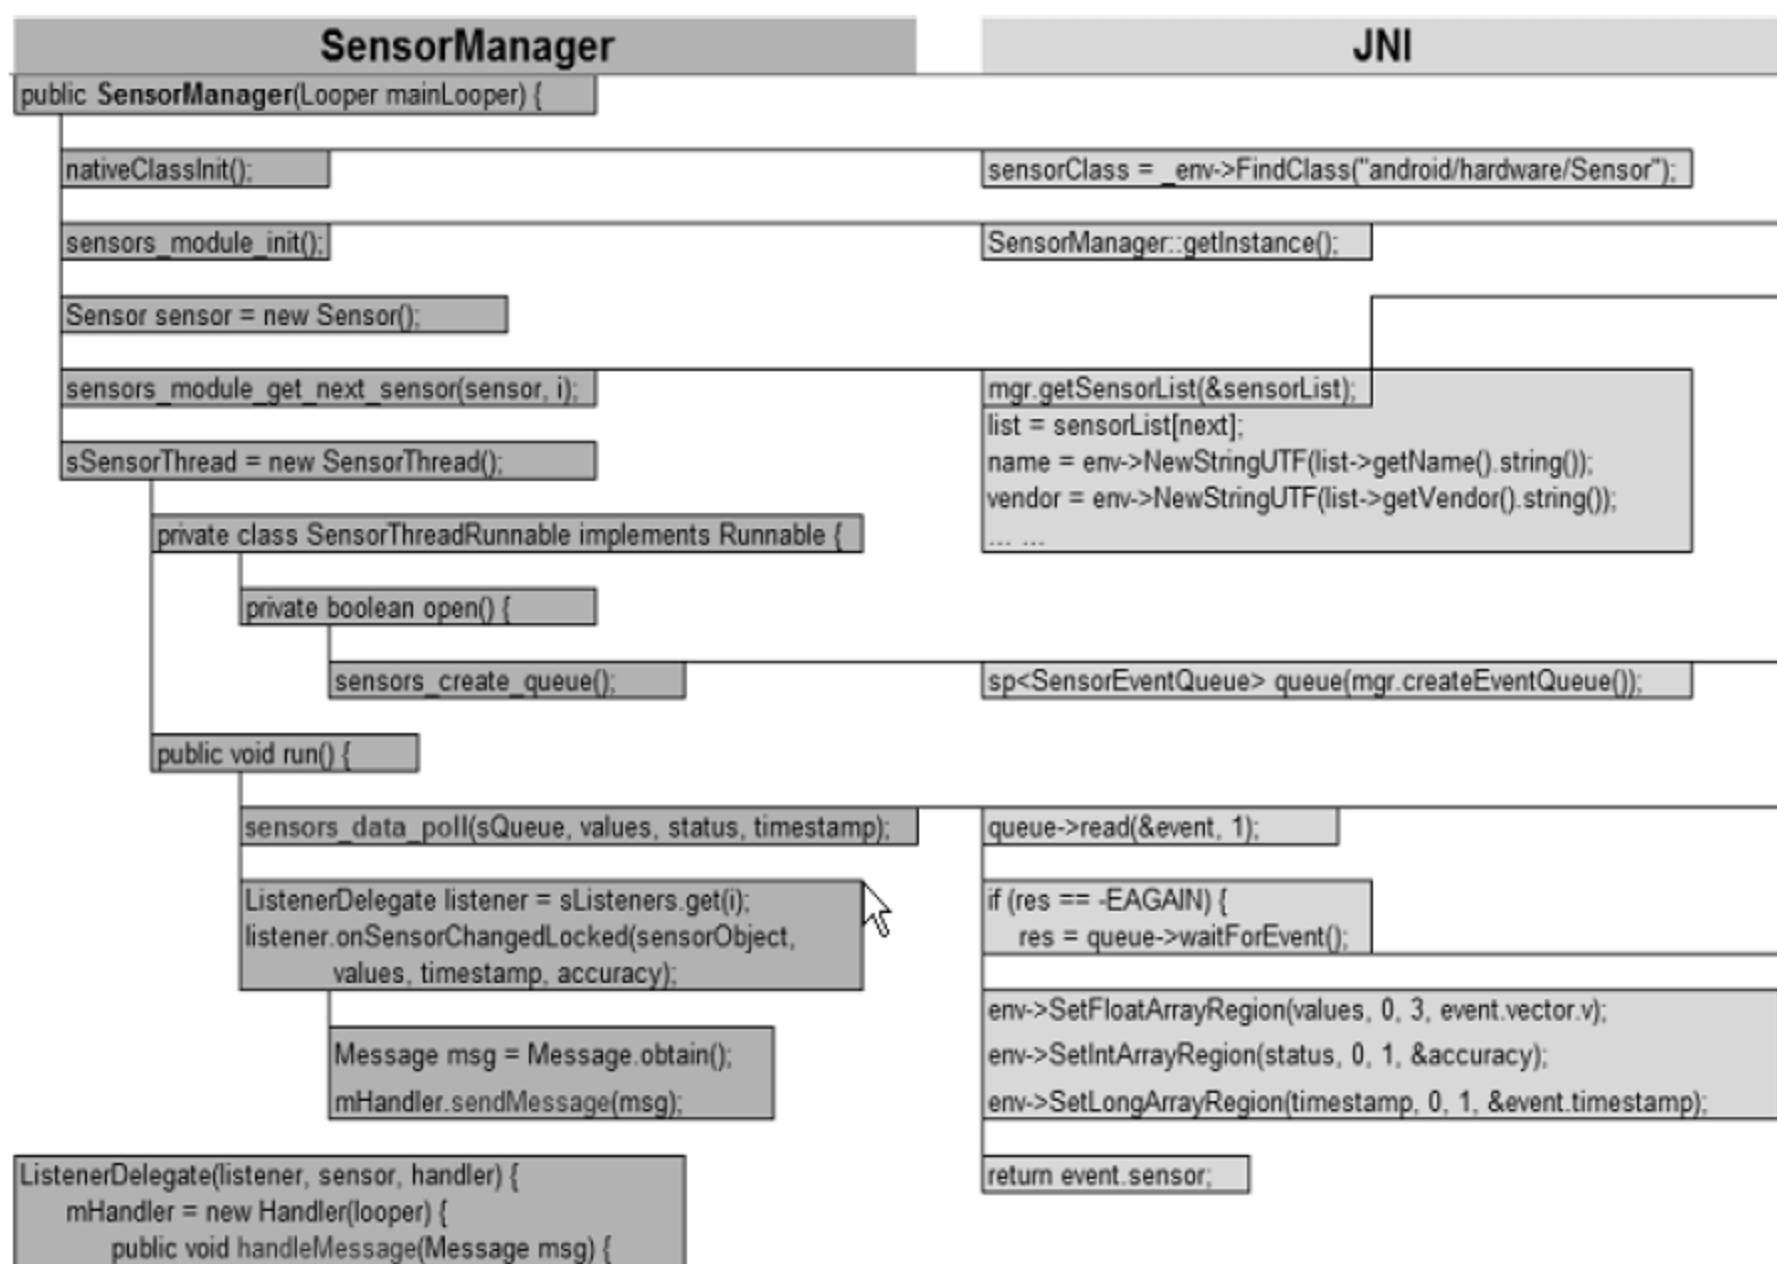 SensorManager
public SensorManager(Looper mainLooper) {
nativeClassInit();
sensors_module_init();
Sensor sensor = new Sensor();
sensors_module_get_next_sensor(sensor, i);
sSensorThread = new SensorThread();
private class SensorThreadRunnable implements Runnable {
private boolean open() {
sensors_create_queue();
public void run() {
sensors_data_poll(sQueue, values, status, timestamp);
ListenerDelegate listener = sListeners.get(i);
listener.onSensorChangedLocked(sensorObject,
values, timestamp, accuracy);
Message msg = Message.obtain();
mHandler.sendMessage(msg);
ListenerDelegate(listener, sensor, handler) {
mHandler = new Handler(looper) {
public void handleMessage(Message msg) {
JNI
sensorClass = _env->FindClass("android/hardware/Sensor");
SensorManager::getInstance();
mgr.getSensorList(&sensorList);
list = sensorList[next];
name = env->NewStringUTF(list->getName().string());
vendor = env->NewStringUTF(list->getVendor().string());
... ...
sp<SensorEventQueue> queue(mgr.createEventQueue());
queue->read(&event, 1);
if (res == -EAGAIN) {
res = queue->waitForEvent();
env->SetFloatArrayRegion(values, 0, 3, event.vector.v);
env->SetIntArrayRegion(status, 0, 1, &accuracy);
env->SetLongArrayRegion(timestamp, 0, 1, &event.timestamp);
return event.sensor;